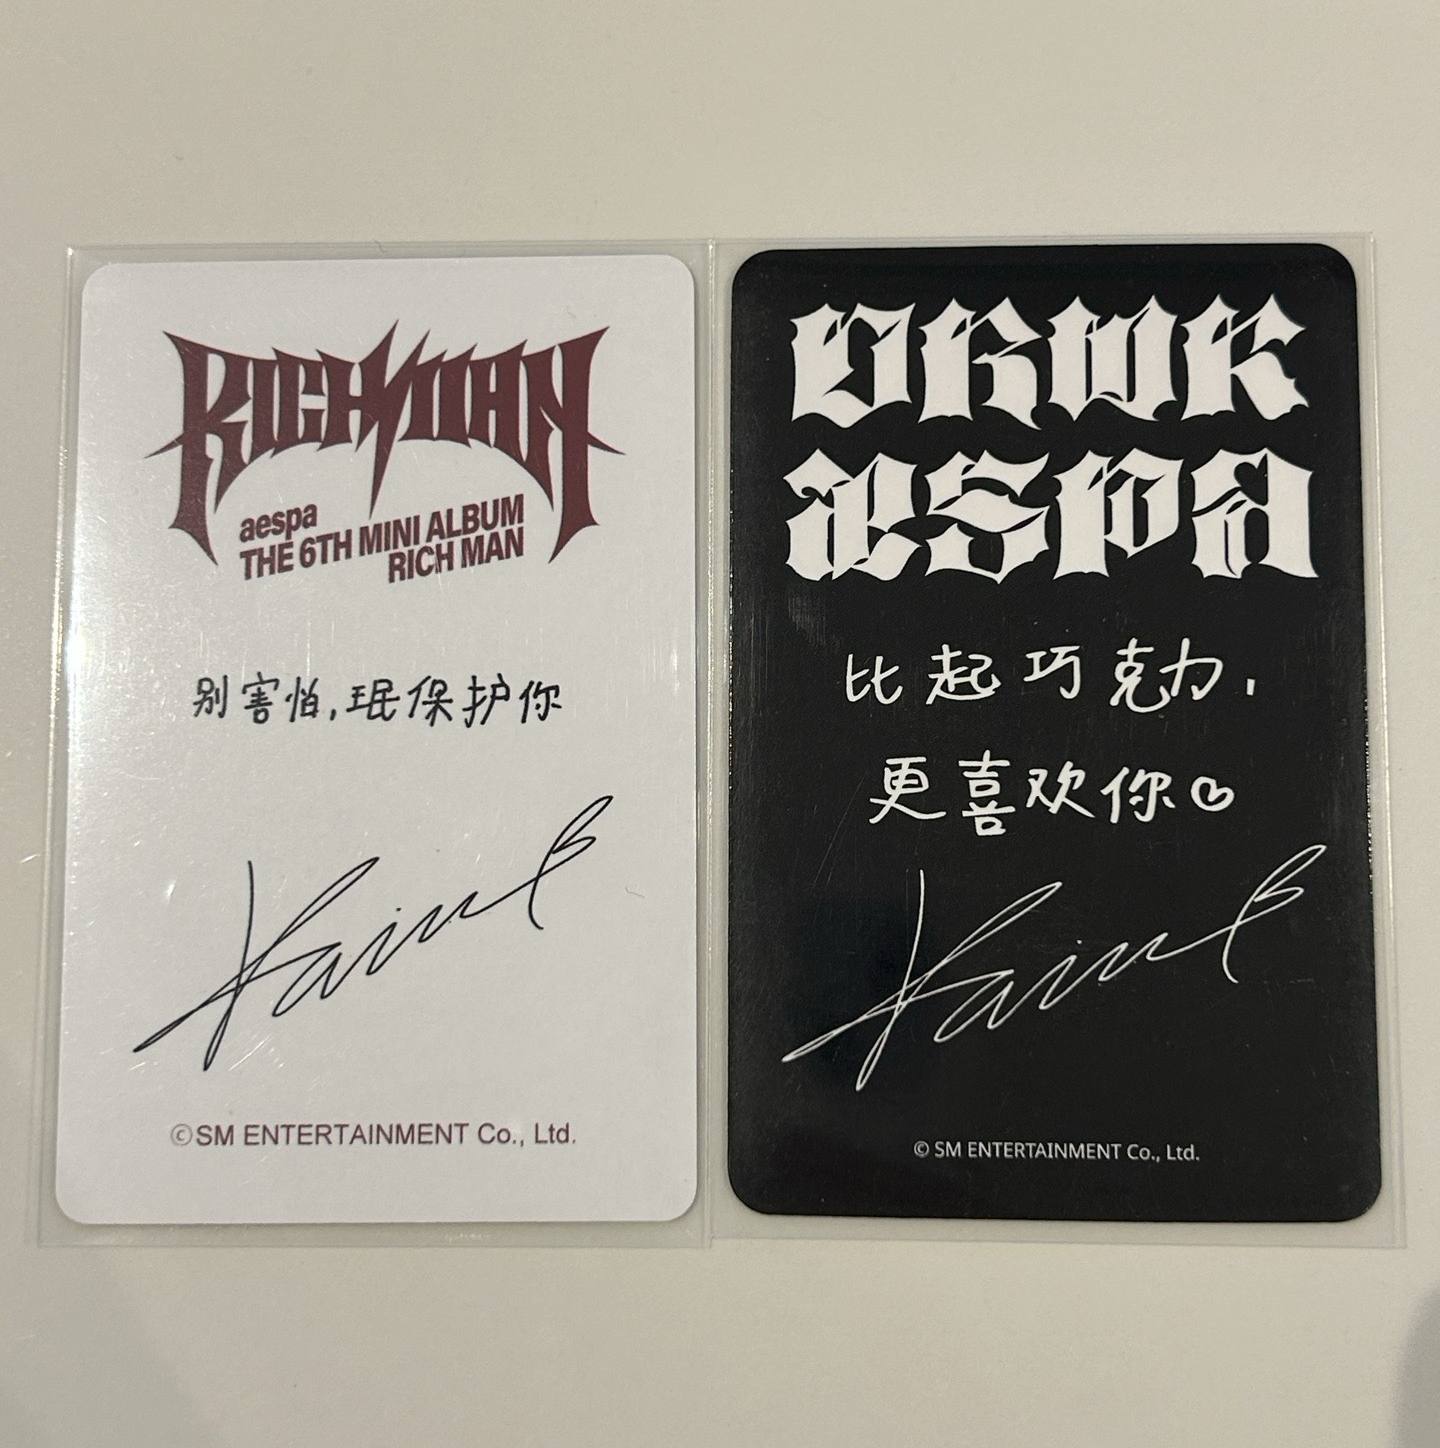 RICH MAN
aespa
THE 6TH MINI ALBUM
RICH MAN
别害怕,珉保护你
©SM ENTERTAINMENT Co., Ltd.
DRWK
æspa
比起巧克力,
更喜欢你♡
© SM ENTERTAINMENT Co., Ltd.